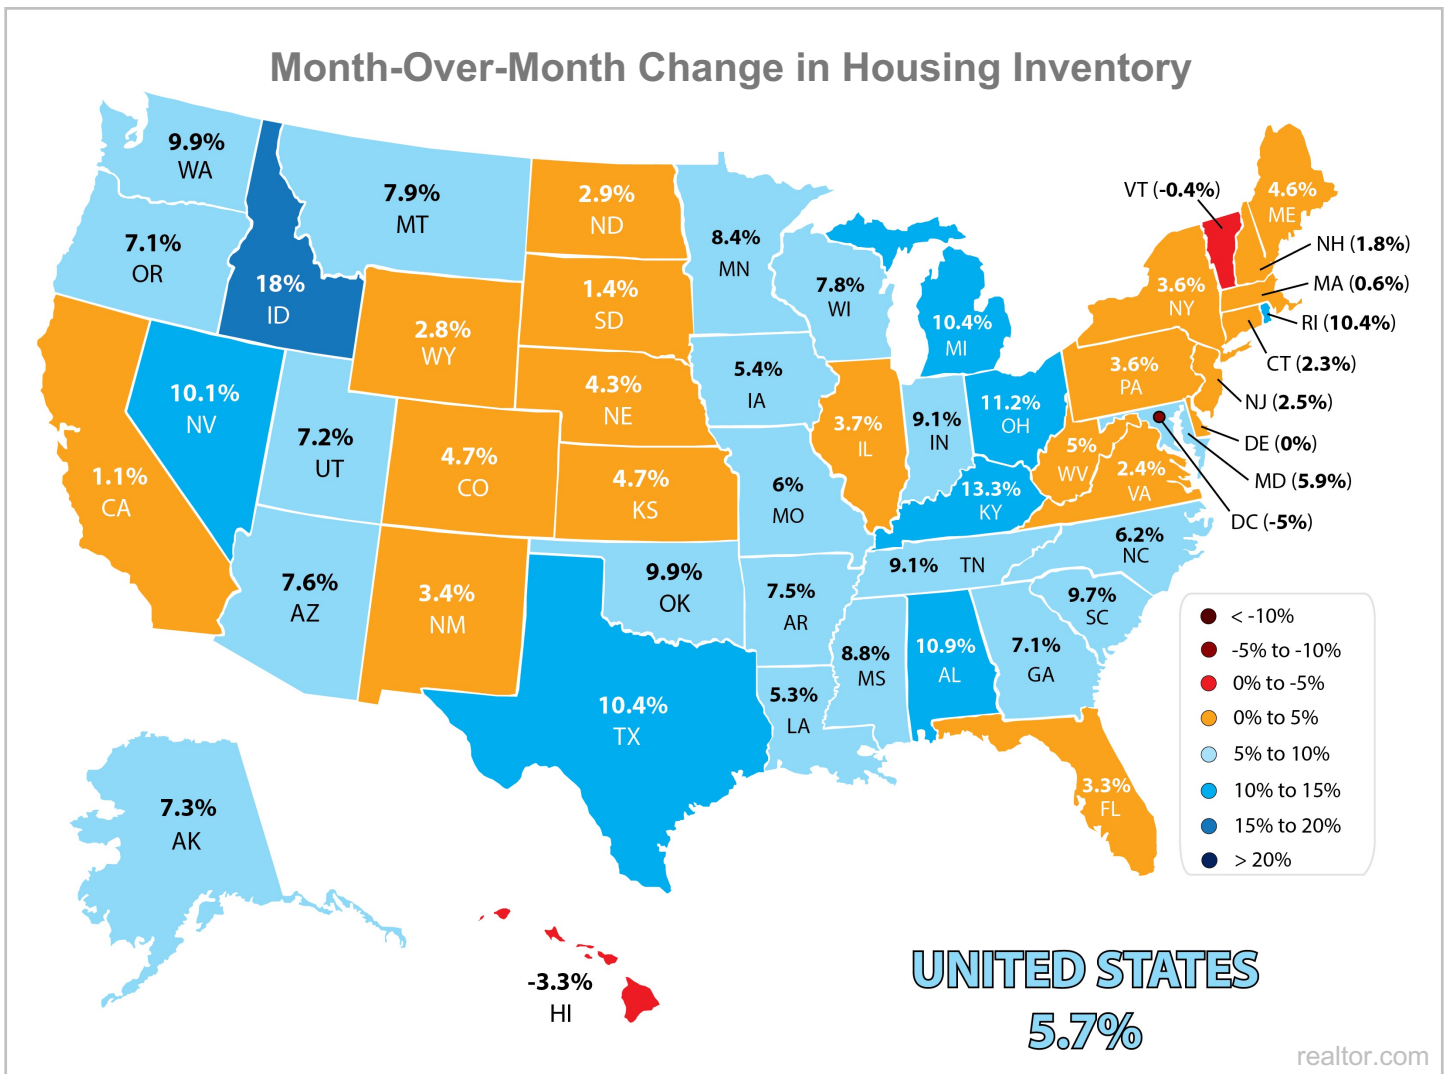 Month-Over-Month Change in Housing Inventory
9.9%
WA
7.1%
OR
18%
ID
7.9%
MT
2.9%
ND
1.4%
SD
2.8%
WY
4.3%
NE
8.4%
MN
7.8%
WI
5.4%
IA
10.4%
MI
VT (-0.4%)
4.6%
ME
NH (1.8%)
MA (0.6%)
RI (10.4%)
CT (2.3%)
NJ (2.5%)
DE (0%)
MD (5.9%)
DC (-5%)
3.6%
NY
3.6%
PA
10.1%
NV
1.1%
CA
7.2%
UT
4.7%
CO
4.7%
KS
6%
MO
3.7%
IL
9.1%
IN
11.2%
OH
13.3%
KY
5%
WV
2.4%
VA
7.6%
AZ
3.4%
NM
9.9%
OK
7.5%
AR
9.1% TN
6.2%
NC
9.7%
SC
8.8%
MS
10.9%
AL
7.1%
GA
10.4%
TX
5.3%
LA
3.3%
FL
7.3%
AK
-3.3%
HI
< -10%
-5% to -10%
0% to -5%
0% to 5%
5% to 10%
10% to 15%
15% to 20%
> 20%
UNITED STATES
5.7%
realtor.com